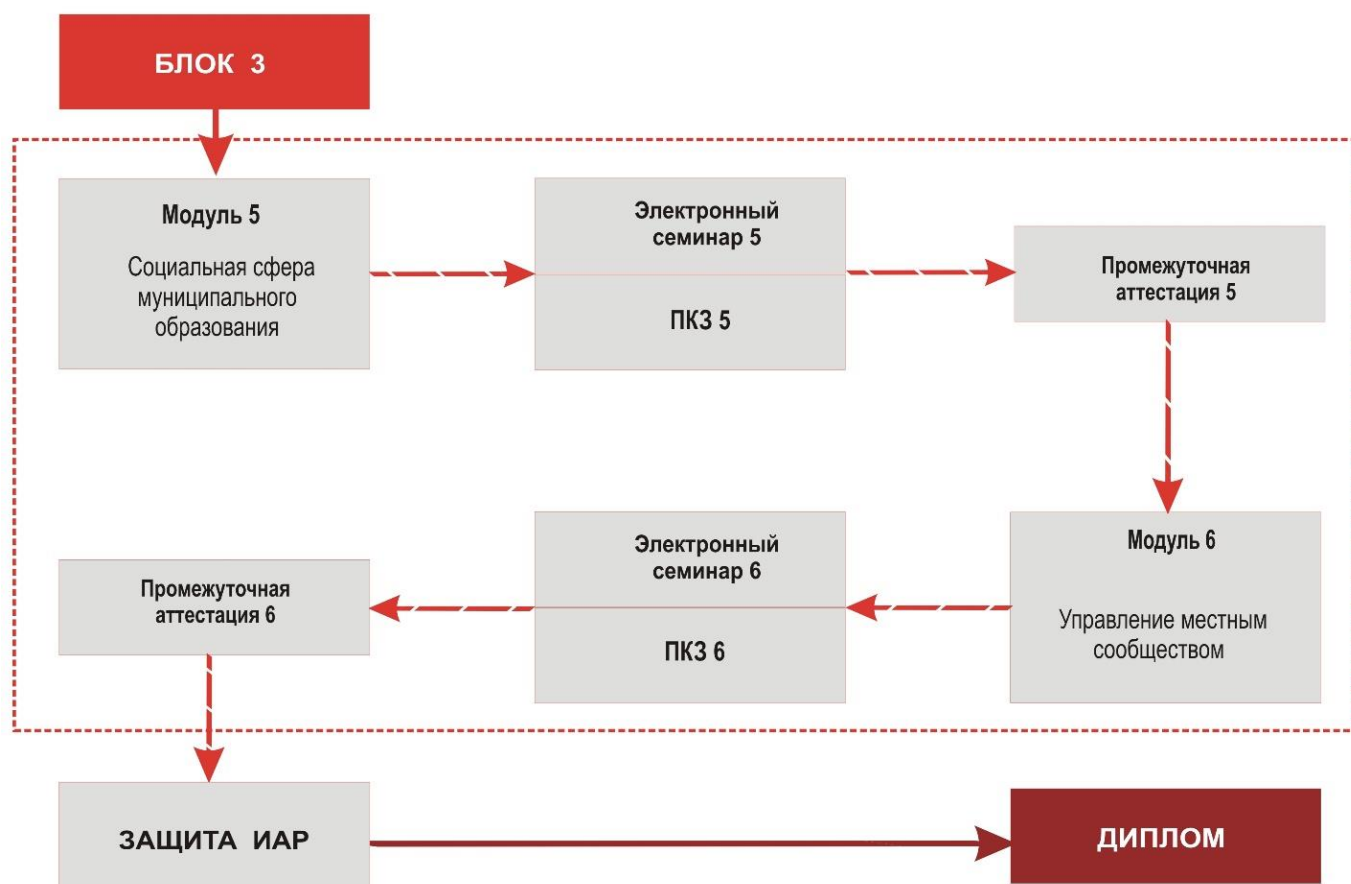 БЛОК 3
Модуль 5
Социальная сфера
муниципального
образования
Электронный
семинар 5
ПКЗ 5
Промежуточная
аттестация 5
Модуль 6
Управление местным
сообществом
Электронный
семинар 6
ПКЗ 6
Промежуточная
аттестация 6
ЗАЩИТА ИАР
ДИПЛОМ